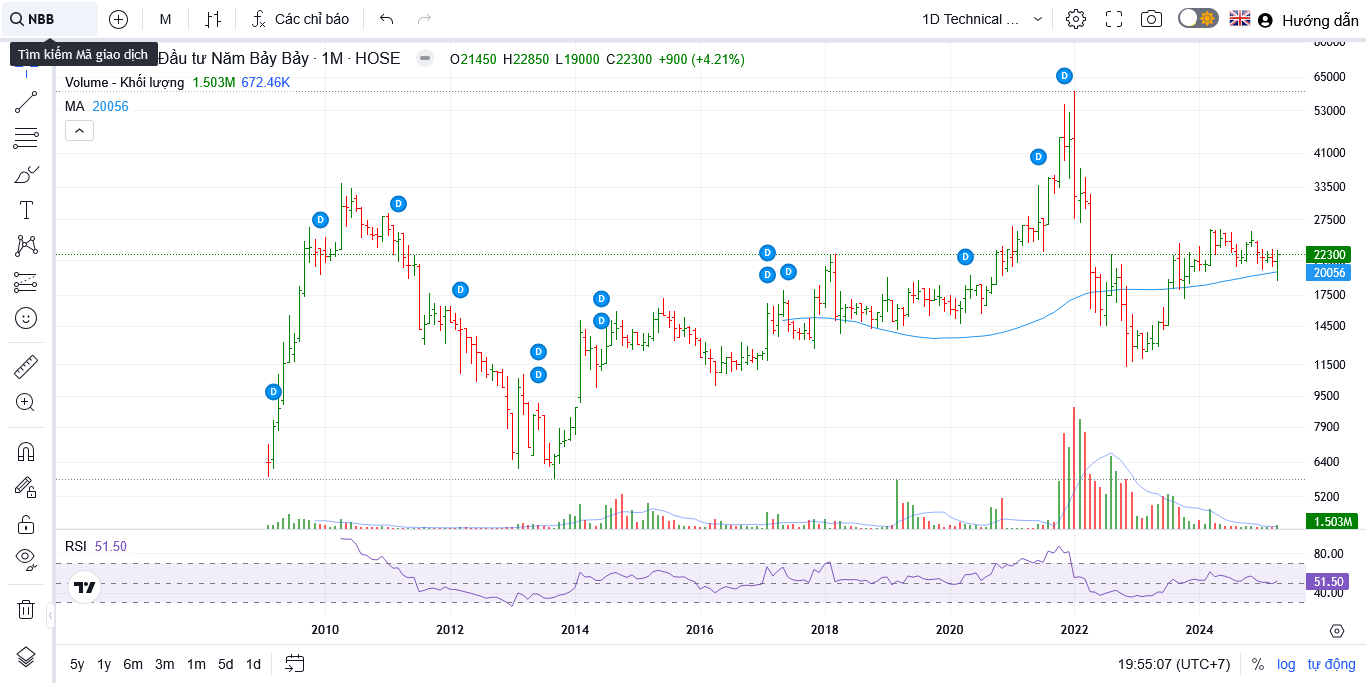 NBB
M
Các chỉ báo
1D Technical ...
Hướng dẫn
Tìm kiếm Mã giao dịch
Đầu tư Năm Bảy Bảy · 1M · HOSE
O21450 H22850 L19000 C22300 +900 (+4.21%)
Volume - Khối lượng 1.503M 672.46K
MA 20056
80000
65000
53000
41000
33500
27500
22300
20056
17500
14500
11500
9500
7900
6400
5200
1.503M
D
D
D
D
D
D
D
D
D
D
D
D
D
D
RSI 51.50
80.00
51.50
40.00
2010 2012 2014 2016 2018 2020 2022 2024
5y 1y 6m 3m 1m 5d 1d
19:55:07 (UTC+7) % log tự động